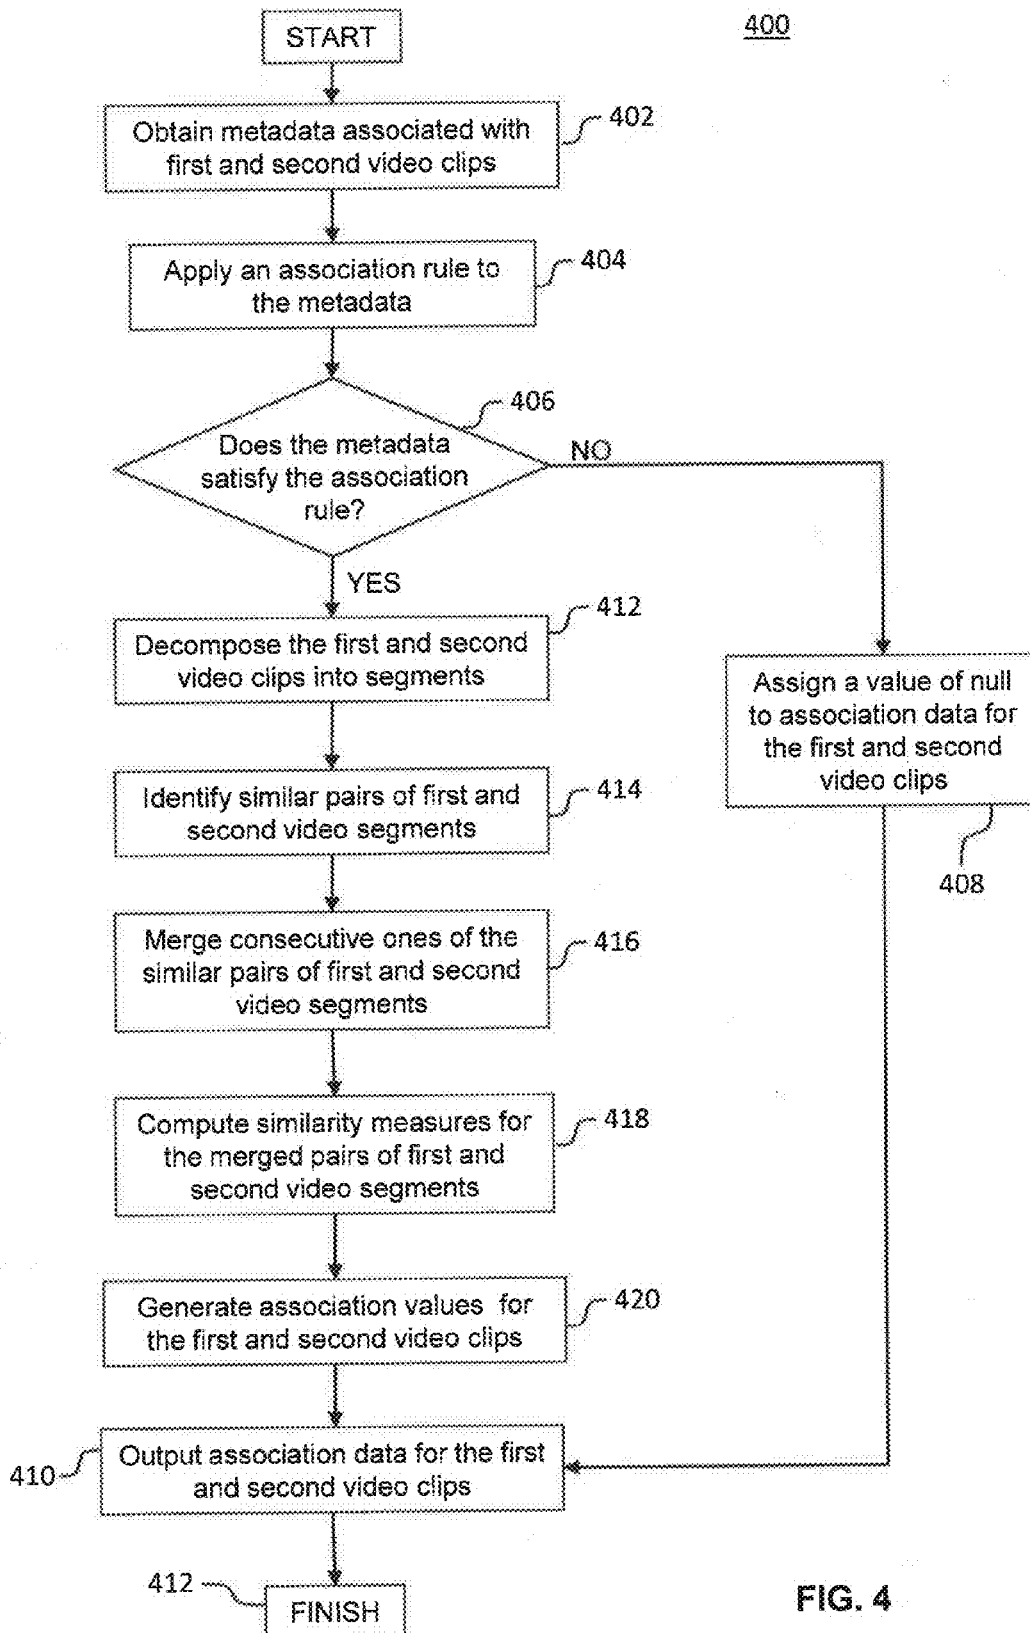 START
400
Obtain metadata associated with
first and second video clips
402
Apply an association rule to
the metadata
404
406
Does the metadata
satisfy the association
rule?
NO
YES
412
Decompose the first and second
video clips into segments
Assign a value of null
to association data for
the first and second
video clips
408
Identify similar pairs of first and
second video segments
414
Merge consecutive ones of the
similar pairs of first and second
video segments
416
Compute similarity measures for
the merged pairs of first and
second video segments
418
Generate association values for
the first and second video clips
420
Output association data for the first
and second video clips
410
412
FINISH
FIG. 4